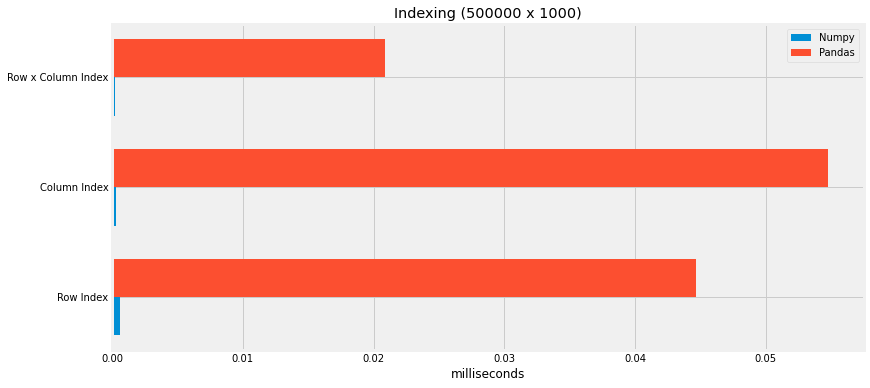 Indexing (500000 x 1000)
Numpy
Pandas
Row x Column Index
Column Index
Row Index
0.00 0.01 0.02 0.03 0.04 0.05
milliseconds